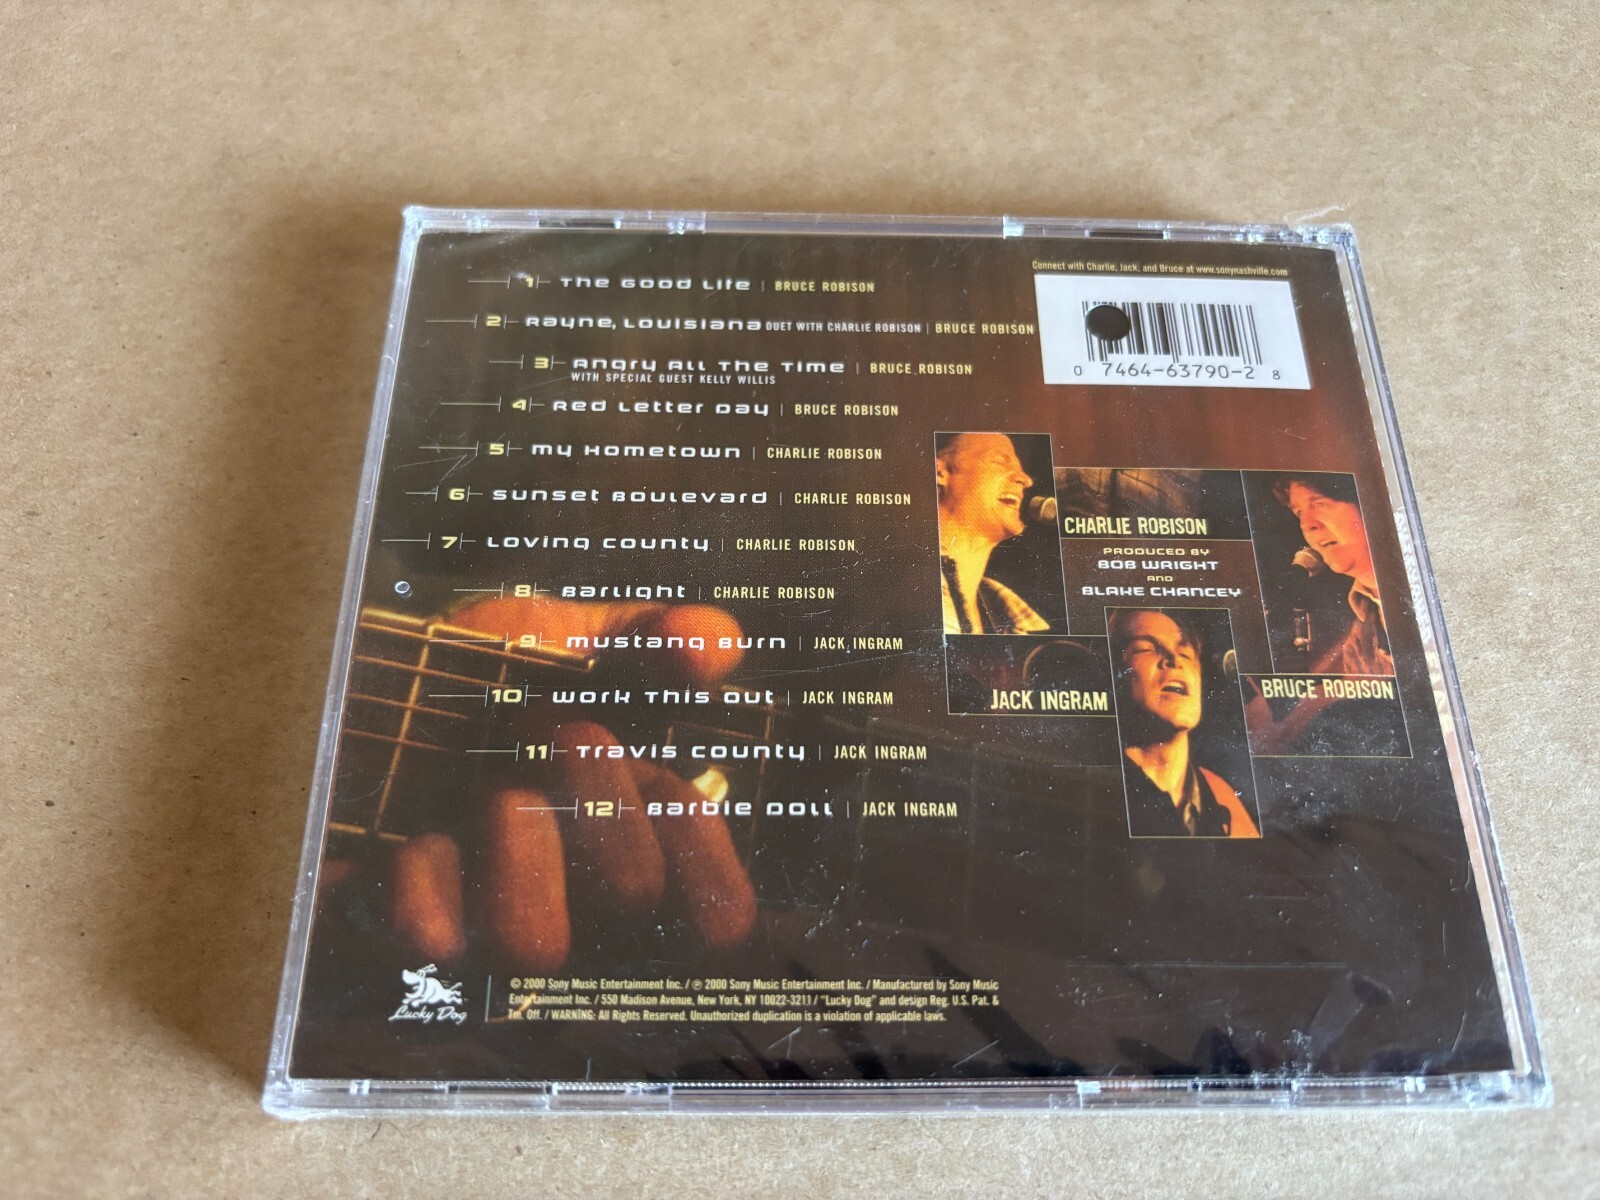 Connect with Charlie, Jack, and Bruce at www.sonynashville.com
1 The Good Life | BRUCE ROBISON
2 Rayne, Louisiana DUET WITH CHARLIE ROBISON | BRUCE ROBISON
3 Angry All The Time | BRUCE ROBISON
WITH SPECIAL GUEST KELLY WILLIS
4 Red Letter Day | BRUCE ROBISON
5 My Hometown | CHARLIE ROBISON
6 Sunset Boulevard | CHARLIE ROBISON
7 Loving County | CHARLIE ROBISON
8 Barlight | CHARLIE ROBISON
9 Mustang Burn | JACK INGRAM
10 Work This Out | JACK INGRAM
11 Travis County | JACK INGRAM
12 Barbie Doll | JACK INGRAM
0 7464-63790-2 8
CHARLIE ROBISON
PRODUCED BY
BOB WRIGHT
AND
BLAKE CHANCEY
JACK INGRAM
BRUCE ROBISON
Lucky Dog
© 2000 Sony Music Entertainment Inc. / ℗ 2000 Sony Music Entertainment Inc. / Manufactured by Sony Music
Entertainment Inc. / 550 Madison Avenue, New York, NY 10022-3211 / "Lucky Dog" and design Reg. U.S. Pat. &
Tm. Off. / WARNING: All Rights Reserved. Unauthorized duplication is a violation of applicable laws.